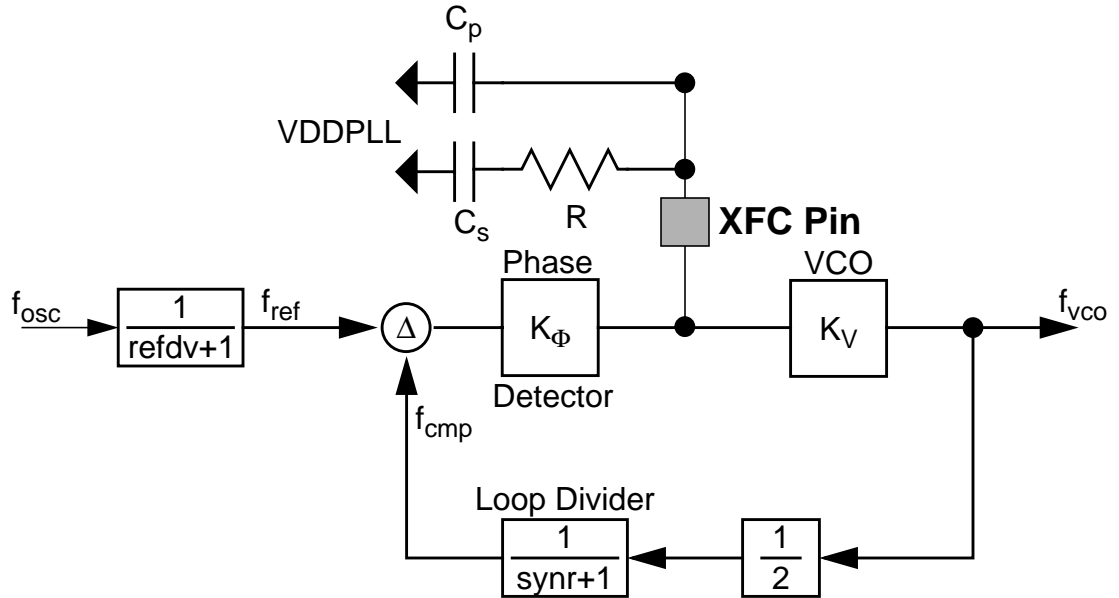 Cp
VDDPLL
Cs
R
XFC Pin
Phase
VCO
fosc
1
refdv+1
fref
Δ
KΦ
KV
fvco
Detector
fcmp
Loop Divider
1
synr+1
1
2